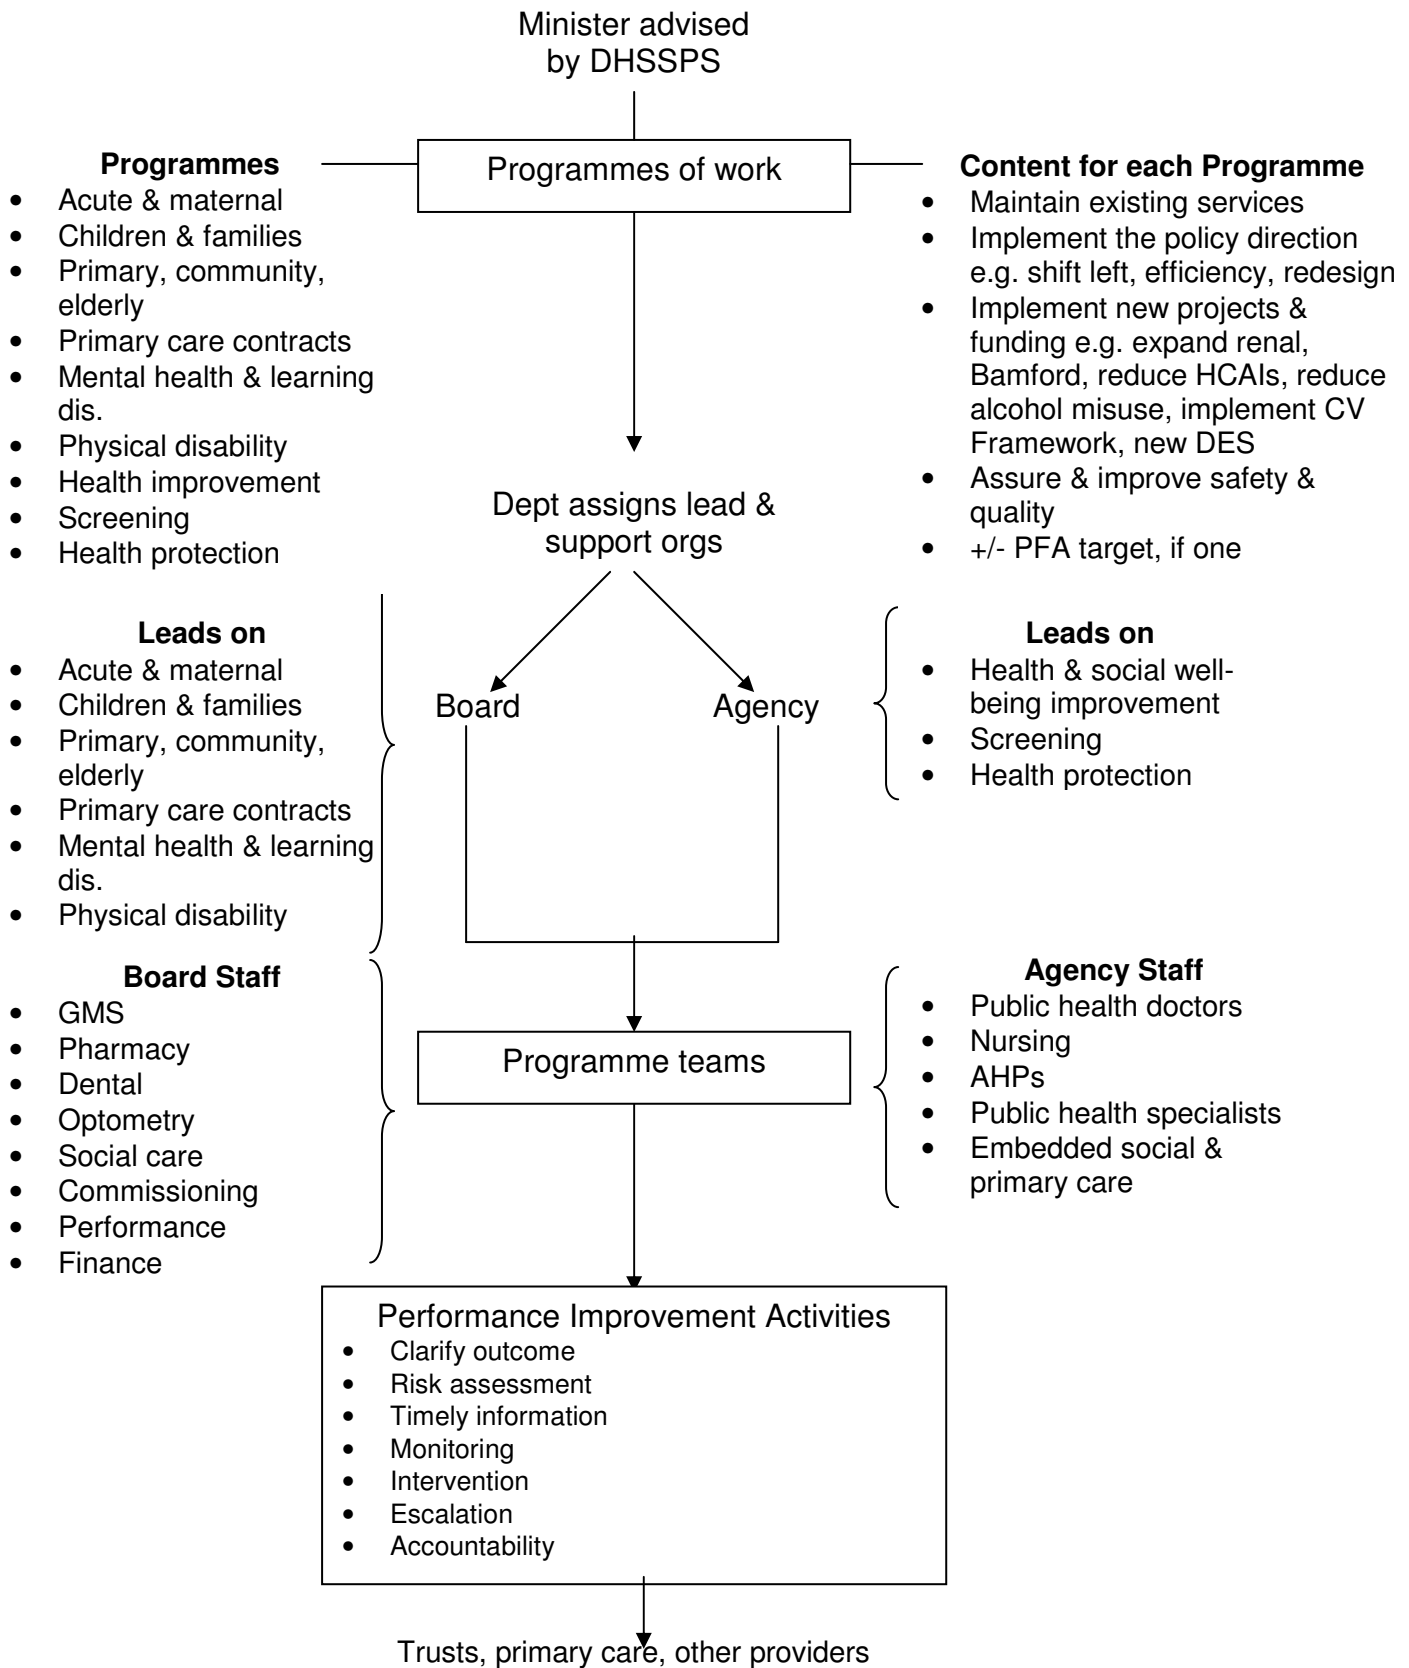 Minister advised
by DHSSPS
Programmes of work
Programmes
• Acute & maternal
• Children & families
• Primary, community,
elderly
• Primary care contracts
• Mental health & learning
dis.
• Physical disability
• Health improvement
• Screening
• Health protection
Content for each Programme
• Maintain existing services
• Implement the policy direction
e.g. shift left, efficiency, redesign
• Implement new projects &
funding e.g. expand renal,
Bamford, reduce HCAIs, reduce
alcohol misuse, implement CV
Framework, new DES
• Assure & improve safety &
quality
• +/- PFA target, if one
Dept assigns lead &
support orgs
Leads on
• Acute & maternal
• Children & families
• Primary, community,
elderly
• Primary care contracts
• Mental health & learning
dis.
• Physical disability
Board
Agency
Leads on
• Health & social well-
being improvement
• Screening
• Health protection
Board Staff
• GMS
• Pharmacy
• Dental
• Optometry
• Social care
• Commissioning
• Performance
• Finance
Programme teams
Agency Staff
• Public health doctors
• Nursing
• AHPs
• Public health specialists
• Embedded social &
primary care
Performance Improvement Activities
• Clarify outcome
• Risk assessment
• Timely information
• Monitoring
• Intervention
• Escalation
• Accountability
Trusts, primary care, other providers